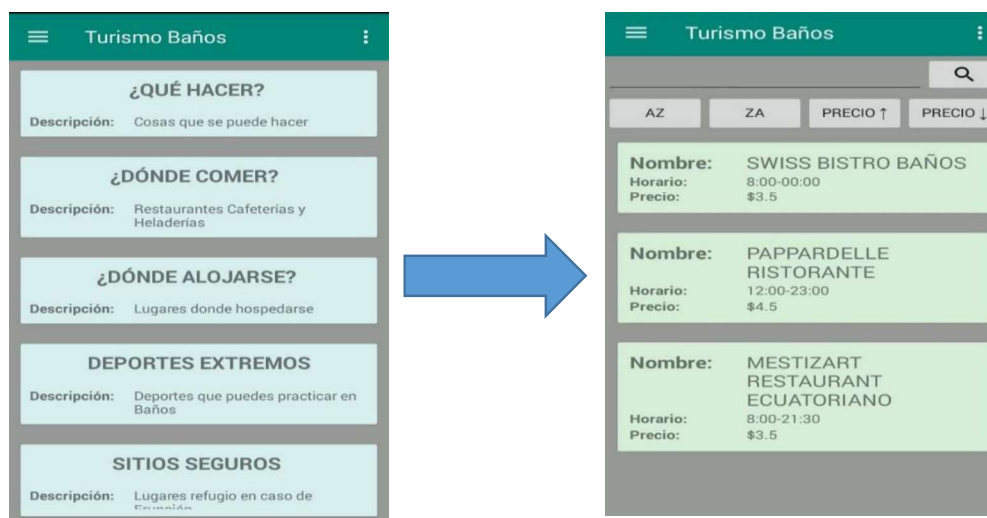 Turismo Baños
¿QUÉ HACER?
Descripción: Cosas que se puede hacer
¿DÓNDE COMER?
Descripción: Restaurantes Cafeterías y
Heladerías
¿DÓNDE ALOJARSE?
Descripción: Lugares donde hospedarse
DEPORTES EXTREMOS
Descripción: Deportes que puedes practicar en
Baños
SITIOS SEGUROS
Descripción: Lugares refugio en caso de
Erupción
Turismo Baños
AZ ZA PRECIO ↑ PRECIO ↓
Nombre: SWISS BISTRO BAÑOS
Horario: 8:00-00:00
Precio: $3.5
Nombre: PAPPARDELLE
RISTORANTE
Horario: 12:00-23:00
Precio: $4.5
Nombre: MESTIZART
RESTAURANT
ECUATORIANO
Horario: 8:00-21:30
Precio: $3.5